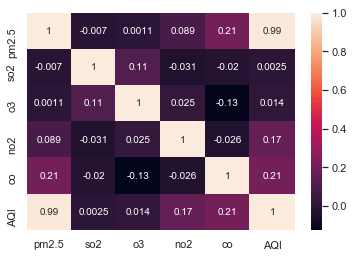 pm2.5 1 -0.007 0.0011 0.089 0.21 0.99
so2 -0.007 1 0.11 -0.031 -0.02 0.0025
o3 0.0011 0.11 1 0.025 -0.13 0.014
no2 0.089 -0.031 0.025 1 -0.026 0.17
co 0.21 -0.02 -0.13 -0.026 1 0.21
AQI 0.99 0.0025 0.014 0.17 0.21 1
pm2.5 so2 o3 no2 co AQI
1.0
0.8
0.6
0.4
0.2
0.0